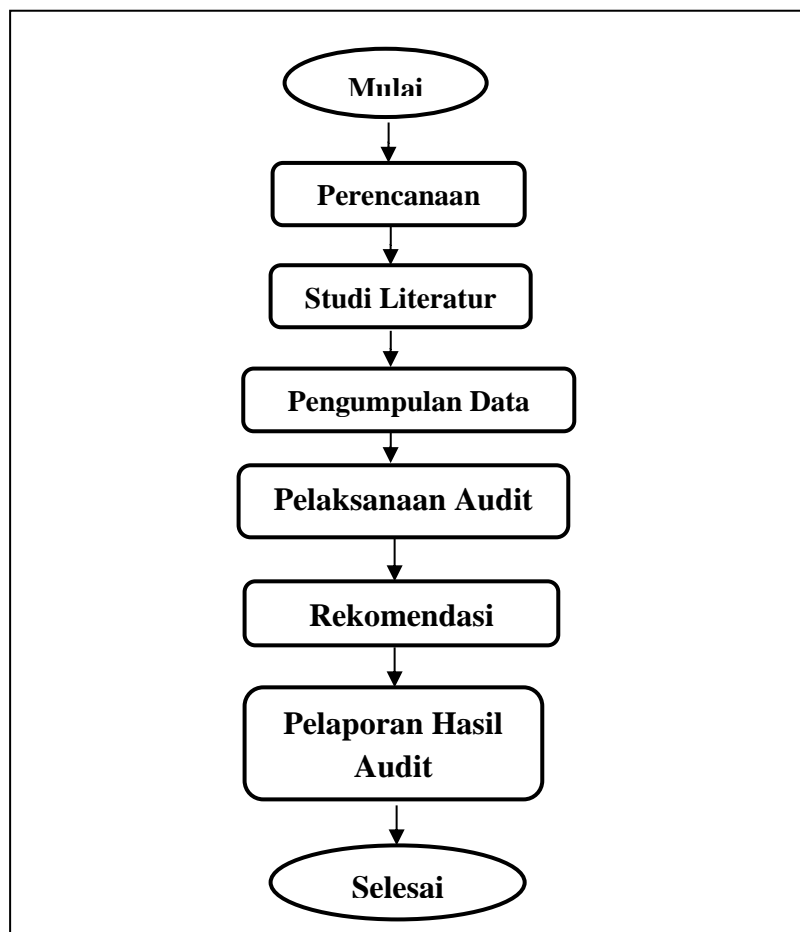 Mulai
Perencanaan
Studi Literatur
Pengumpulan Data
Pelaksanaan Audit
Rekomendasi
Pelaporan Hasil
Audit
Selesai